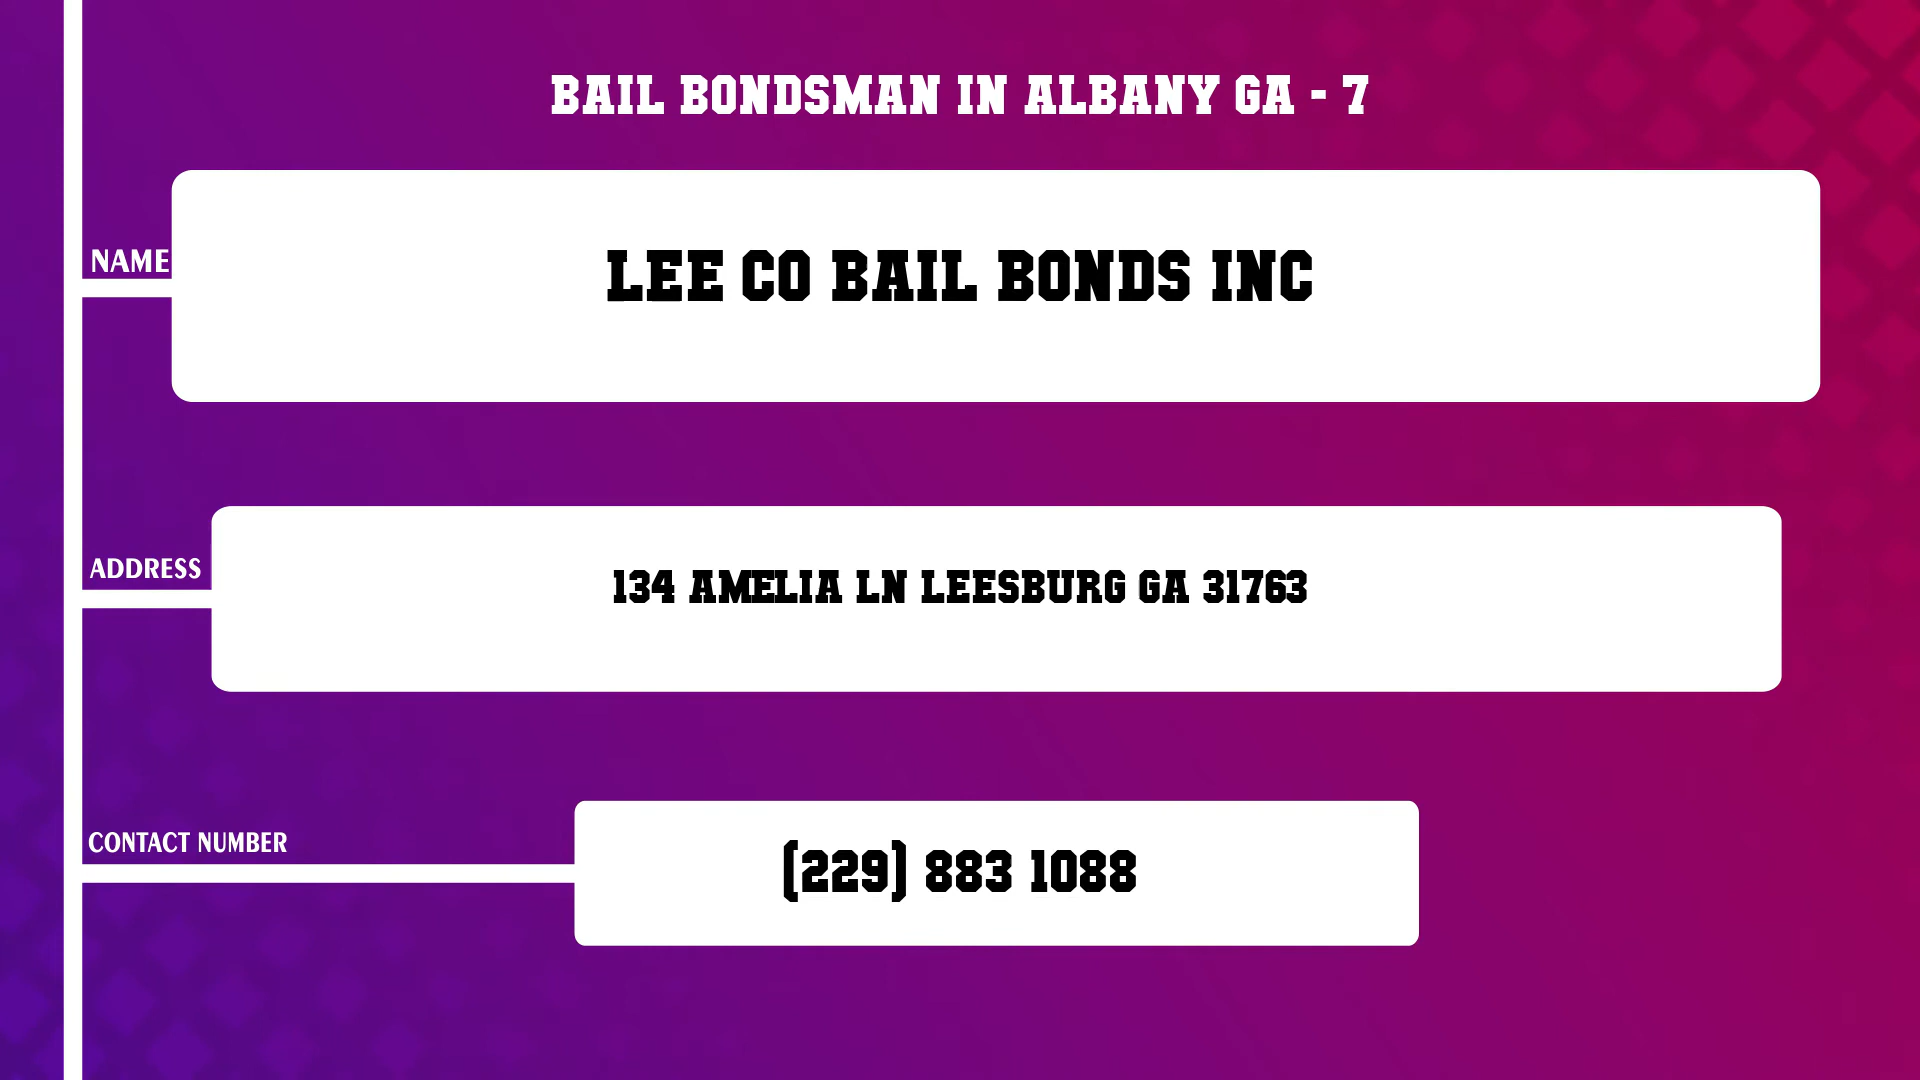 BAIL BONDSMAN IN ALBANY GA - 7
NAME
LEE CO BAIL BONDS INC
ADDRESS
134 AMELIA LN LEESBURG GA 31763
CONTACT NUMBER
(229) 883 1088